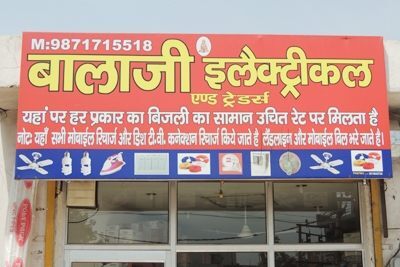 M:9871715518
बालाजी इलैक्ट्रीकल
एण्ड ट्रेडर्स
यहां पर हर प्रकार का बिजली का सामान उचित रेट पर मिलता है
नोटः यहाँ सभी मोबाईल रिचार्ज और डिश टी.वी. कनेक्शन रिचार्ज किये जाते है लैंडलाइन और मोबाईल बिल भरे जाते है।